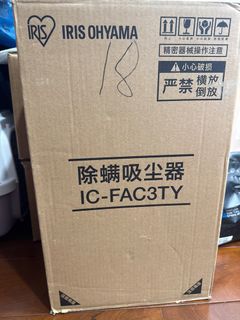 IRIS
IRIS OHYAMA
18
精密器械操作注意
小心破损
严禁
横放
倒放
除螨吸尘器
IC-FAC3TY